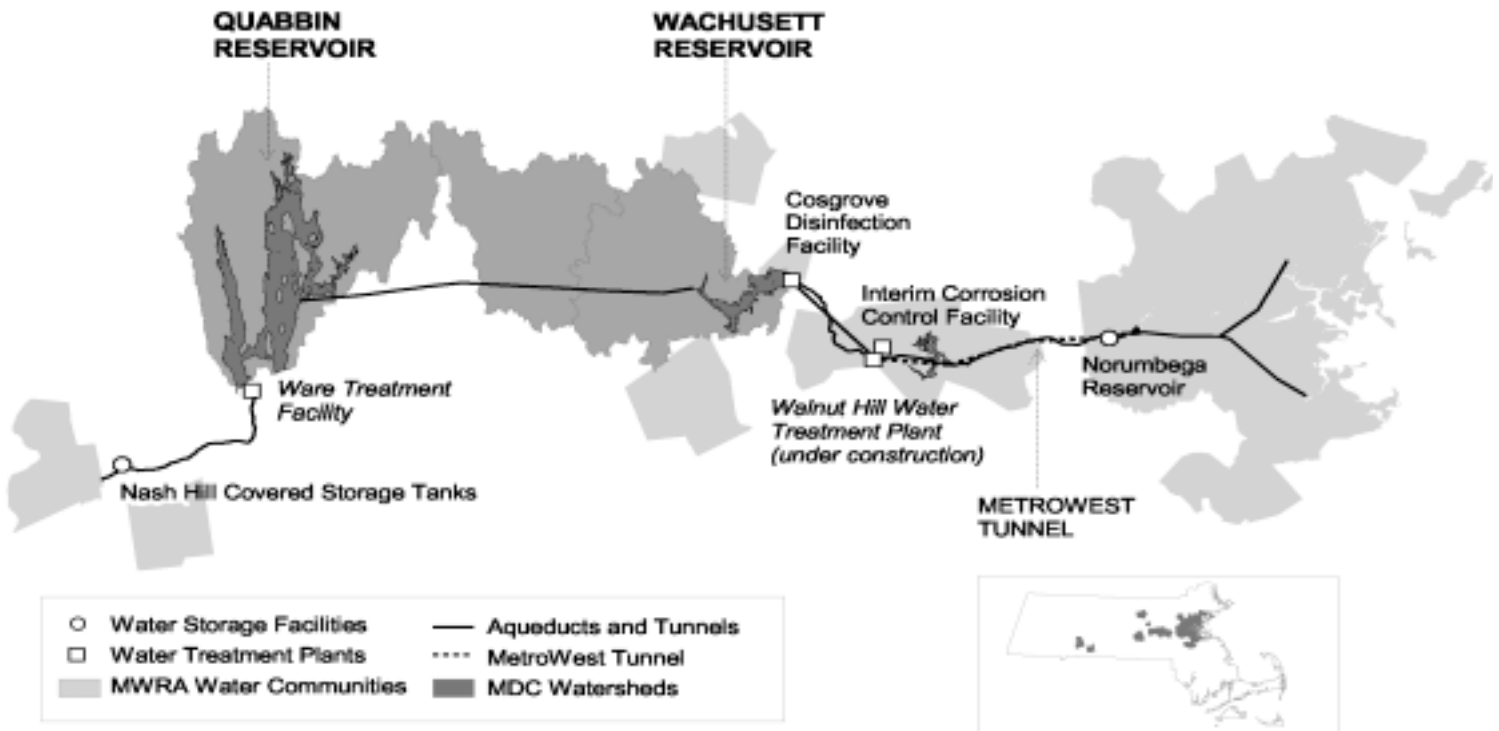 QUABBIN
RESERVOIR
WACHUSETT
RESERVOIR
Cosgrove
Disinfection
Facility
Interim Corrosion
Control Facility
Norumbega
Reservoir
Ware Treatment
Facility
Walnut Hill Water
Treatment Plant
(under construction)
Nash Hill Covered Storage Tanks
METROWEST
TUNNEL
Water Storage Facilities
Water Treatment Plants
MWRA Water Communities
Aqueducts and Tunnels
MetroWest Tunnel
MDC Watersheds